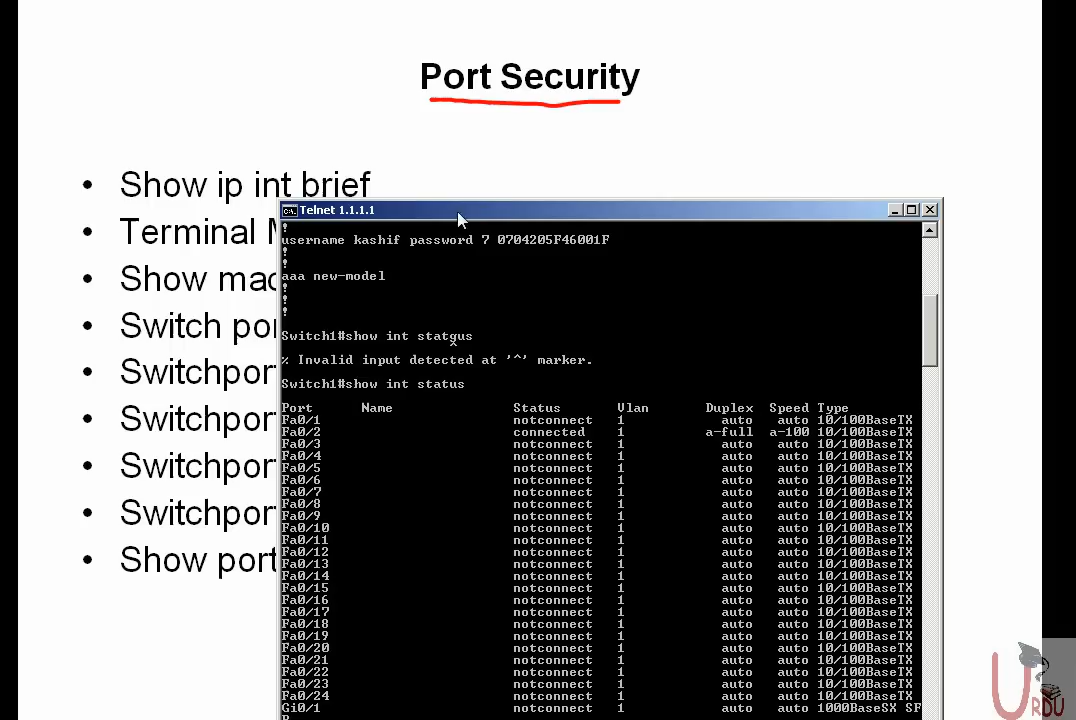 Port Security
• Show ip int brief
• Terminal M
• Show mac
• Switch por
• Switchport
• Switchport
• Switchport
• Switchport
• Show port
Telnet 1.1.1.1
!
username kashif password 7 0704205F46001F
!
!
aaa new-model
!
!
!
Switch1#show int statgus
^
% Invalid input detected at '^' marker.
Switch1#show int status
Port Name Status Vlan Duplex Speed Type
Fa0/1 notconnect 1 auto auto 10/100BaseTX
Fa0/2 connected 1 a-full a-100 10/100BaseTX
Fa0/3 notconnect 1 auto auto 10/100BaseTX
Fa0/4 notconnect 1 auto auto 10/100BaseTX
Fa0/5 notconnect 1 auto auto 10/100BaseTX
Fa0/6 notconnect 1 auto auto 10/100BaseTX
Fa0/7 notconnect 1 auto auto 10/100BaseTX
Fa0/8 notconnect 1 auto auto 10/100BaseTX
Fa0/9 notconnect 1 auto auto 10/100BaseTX
Fa0/10 notconnect 1 auto auto 10/100BaseTX
Fa0/11 notconnect 1 auto auto 10/100BaseTX
Fa0/12 notconnect 1 auto auto 10/100BaseTX
Fa0/13 notconnect 1 auto auto 10/100BaseTX
Fa0/14 notconnect 1 auto auto 10/100BaseTX
Fa0/15 notconnect 1 auto auto 10/100BaseTX
Fa0/16 notconnect 1 auto auto 10/100BaseTX
Fa0/17 notconnect 1 auto auto 10/100BaseTX
Fa0/18 notconnect 1 auto auto 10/100BaseTX
Fa0/19 notconnect 1 auto auto 10/100BaseTX
Fa0/20 notconnect 1 auto auto 10/100BaseTX
Fa0/21 notconnect 1 auto auto 10/100BaseTX
Fa0/22 notconnect 1 auto auto 10/100BaseTX
Fa0/23 notconnect 1 auto auto 10/100BaseTX
Fa0/24 notconnect 1 auto auto 10/100BaseTX
Gi0/1 notconnect 1 auto auto 1000BaseSX SF
URDU